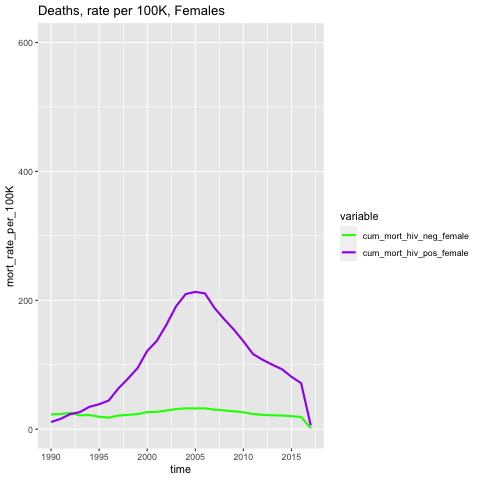 Deaths, rate per 100K, Females
600
400
200
0
mort_rate_per_100K
1990
1995
2000
2005
2010
2015
time
variable
cum_mort_hiv_neg_female
cum_mort_hiv_pos_female